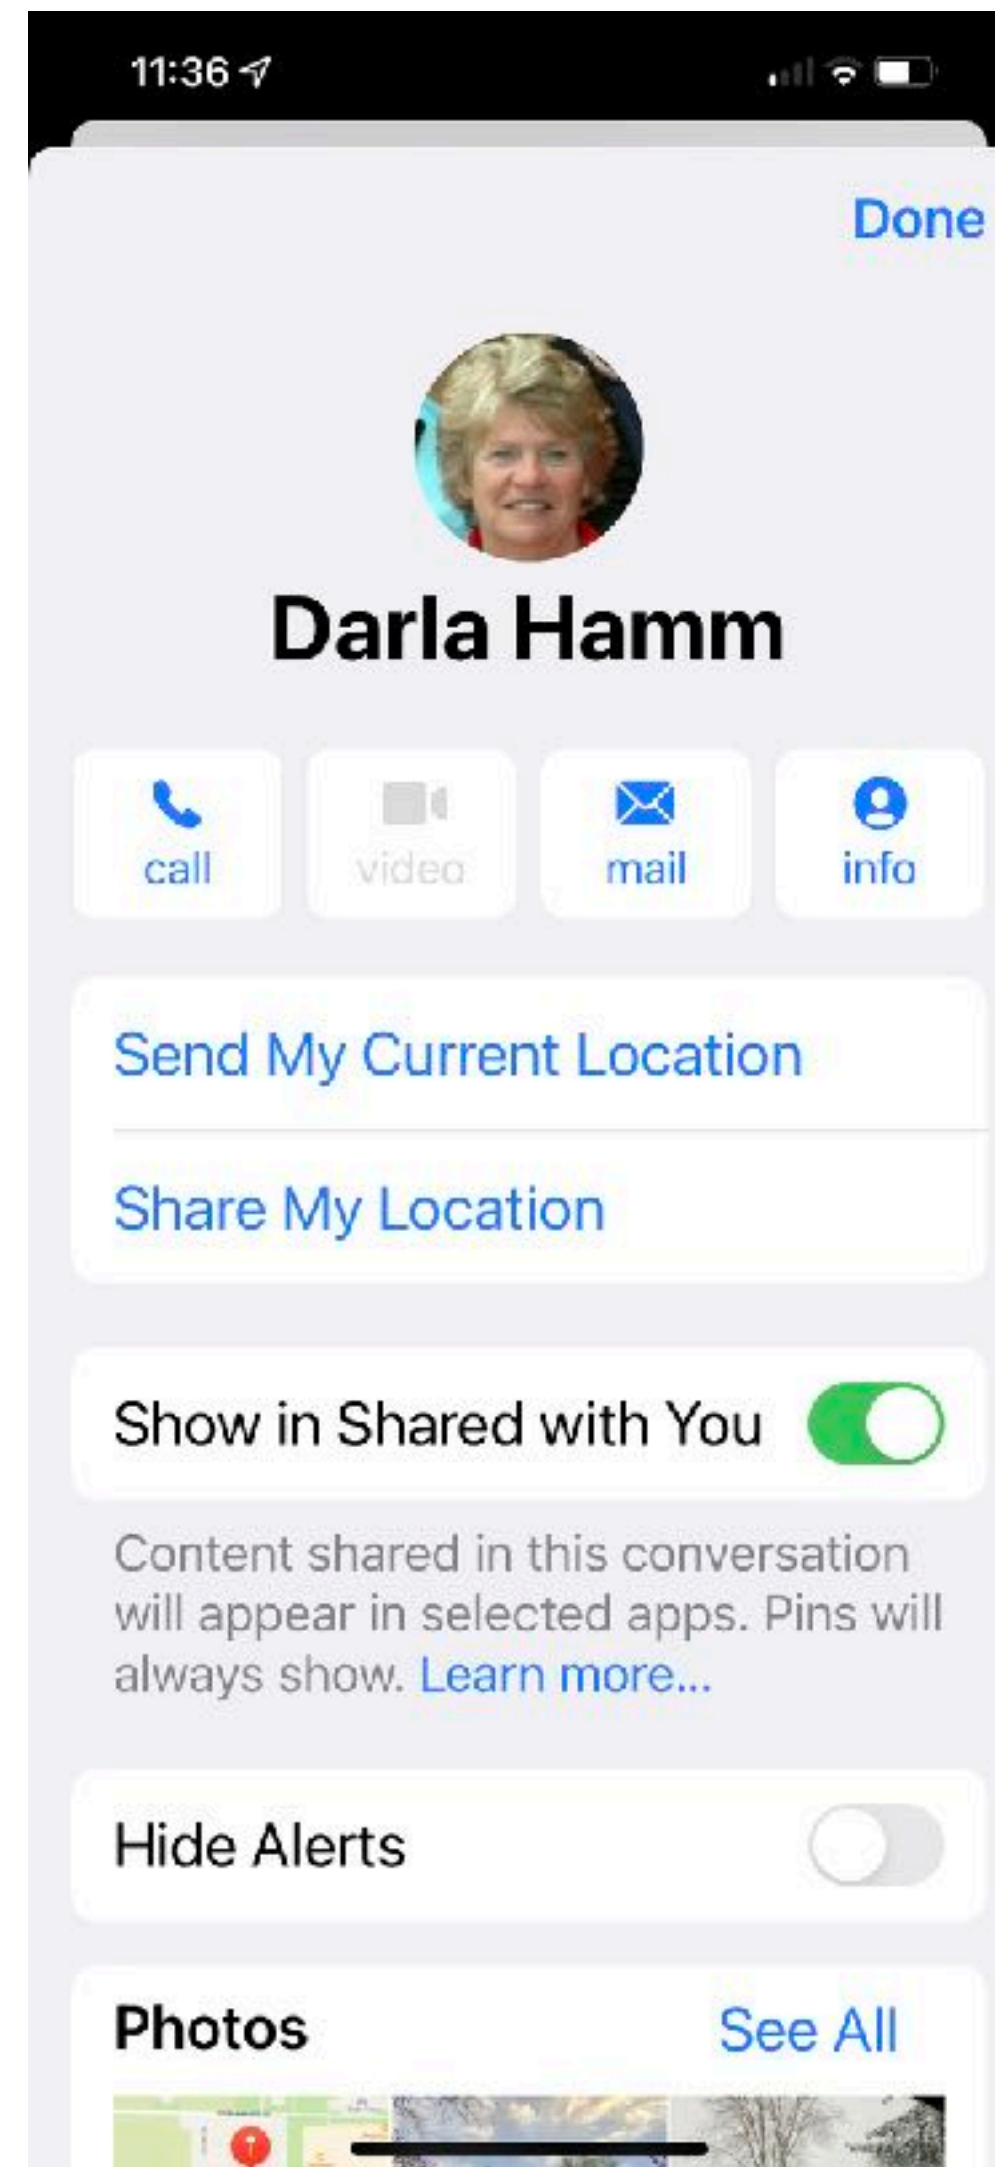 11:36
Done
Darla Hamm
call
video
mail
info
Send My Current Location
Share My Location
Show in Shared with You
Content shared in this conversation
will appear in selected apps. Pins will
always show. Learn more...
Hide Alerts
Photos
See All